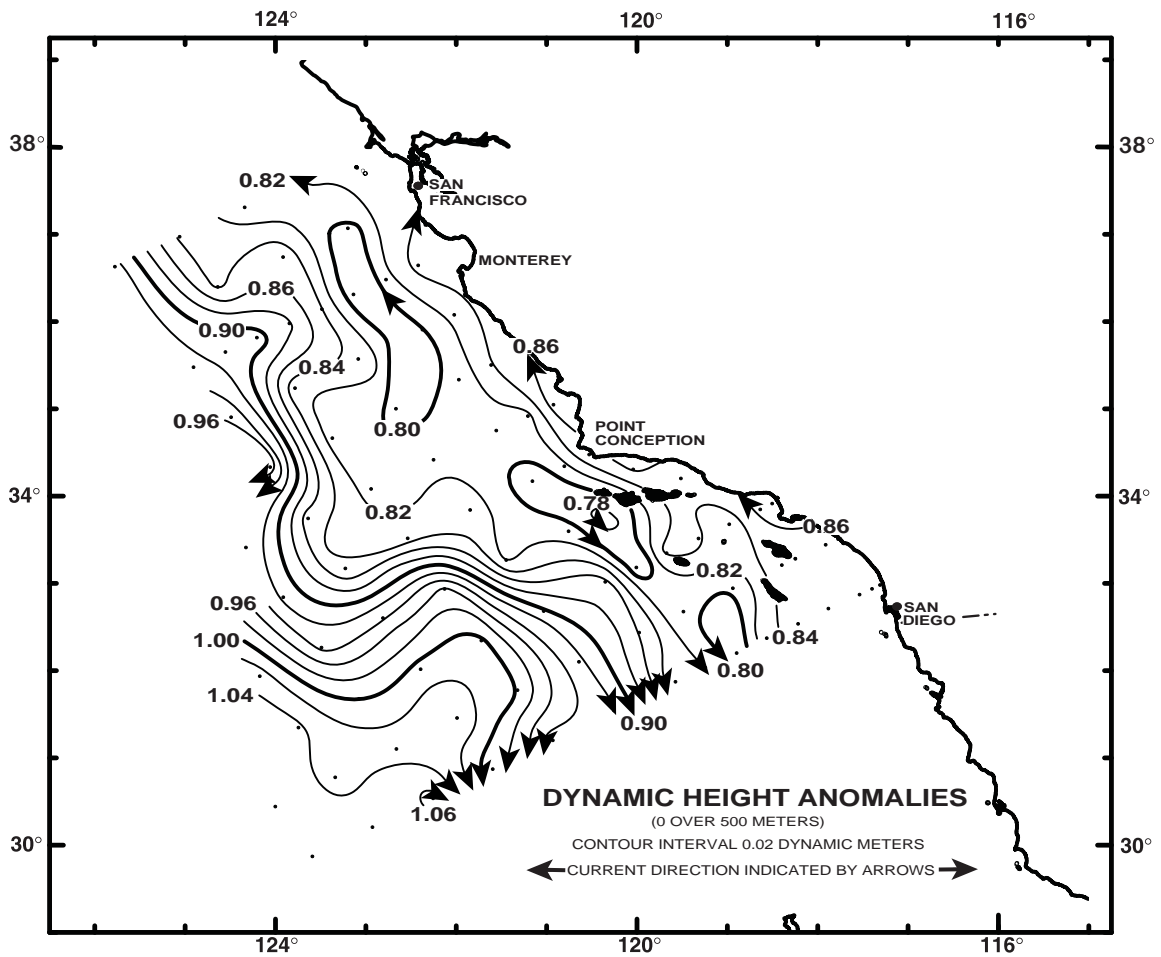 124°
120°
116°
38°
38°
0.82
SAN
FRANCISCO
MONTEREY
0.86
0.90
0.86
0.84
0.96
0.80
POINT
CONCEPTION
34°
34°
0.78
0.82
0.86
0.82
0.96
SAN
DIEGO
0.84
1.00
0.80
1.04
0.90
DYNAMIC HEIGHT ANOMALIES
1.06
(0 OVER 500 METERS)
CONTOUR INTERVAL 0.02 DYNAMIC METERS
30°
30°
CURRENT DIRECTION INDICATED BY ARROWS
124°
120°
116°